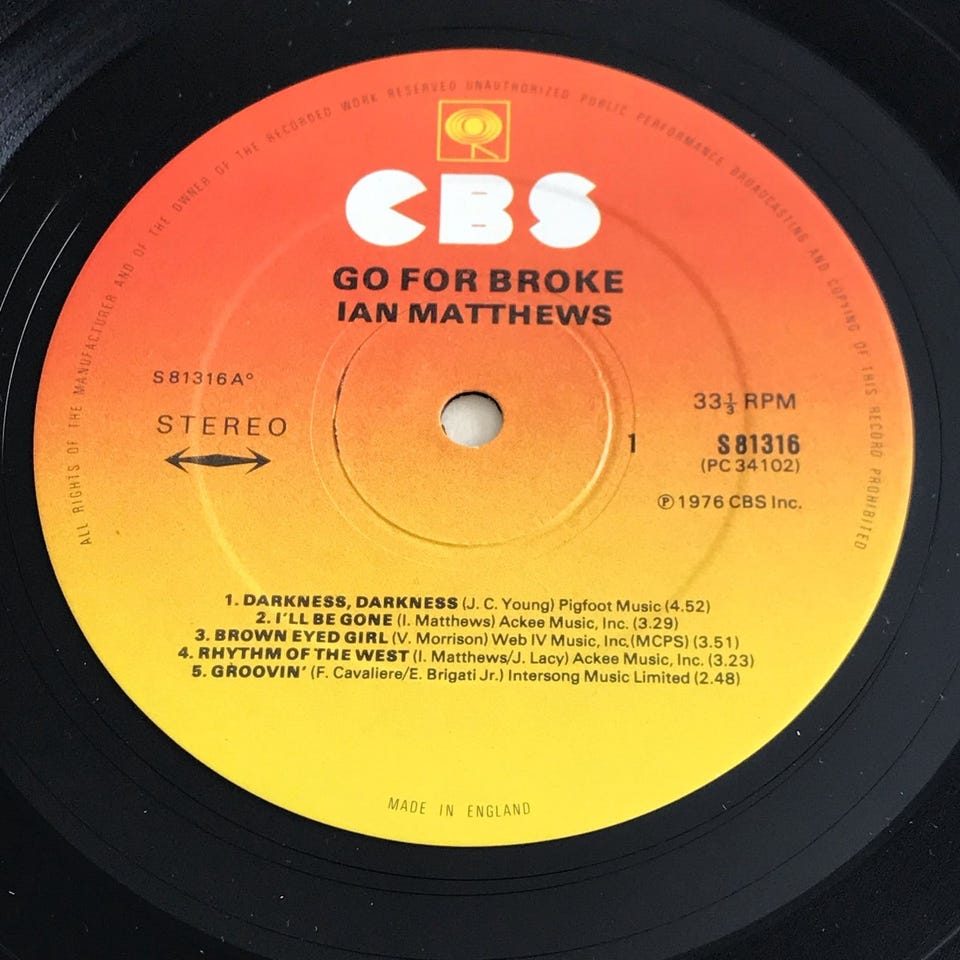 ALL RIGHTS OF THE MANUFACTURER AND OF THE OWNER OF THE RECORDED WORK RESERVED UNAUTHORIZED PUBLIC PERFORMANCE BROADCASTING AND COPYING OF THIS RECORD PROHIBITED
CBS
GO FOR BROKE
IAN MATTHEWS
S 81316 A°
STEREO
33⅓ RPM
1
S 81316
(PC 34102)
℗ 1976 CBS Inc.
1. DARKNESS, DARKNESS (J. C. Young) Pigfoot Music (4.52)
2. I'LL BE GONE (I. Matthews) Ackee Music, Inc. (3.29)
3. BROWN EYED GIRL (V. Morrison) Web IV Music, Inc.(MCPS) (3.51)
4. RHYTHM OF THE WEST (I. Matthews/J. Lacy) Ackee Music, Inc. (3.23)
5. GROOVIN' (F. Cavaliere/E. Brigati Jr.) Intersong Music Limited (2.48)
MADE IN ENGLAND